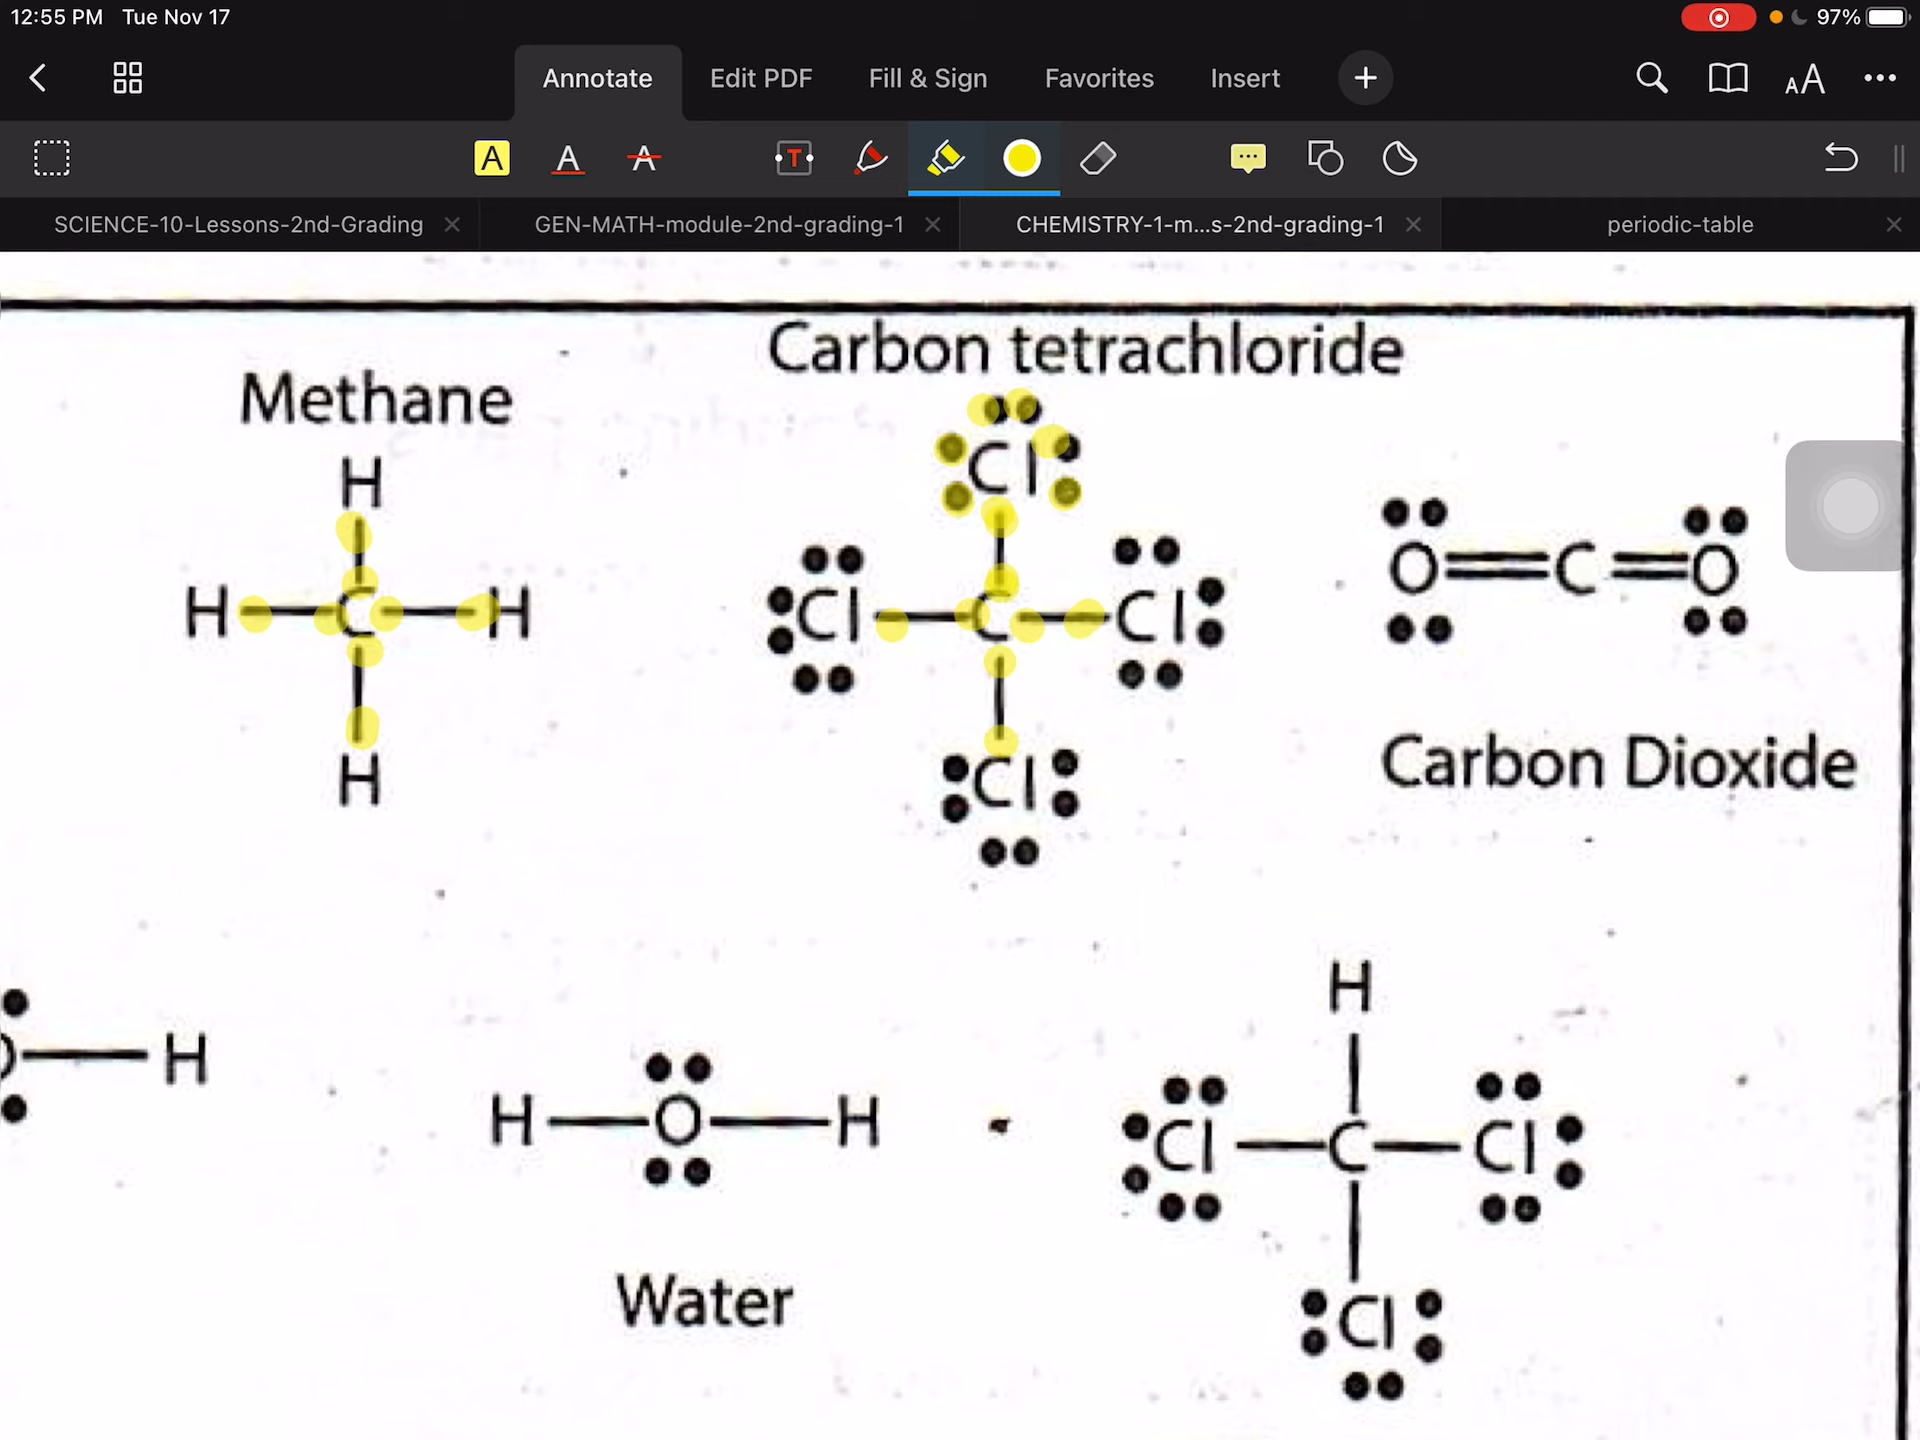 12:55 PM Tue Nov 17
97%
Annotate
Edit PDF
Fill & Sign
Favorites
Insert
AA
A
A
A
T
SCIENCE-10-Lessons-2nd-Grading
GEN-MATH-module-2nd-grading-1
CHEMISTRY-1-m...s-2nd-grading-1
periodic-table
Carbon tetrachloride
Methane
H
H C H
H
Cl
Cl C Cl
Cl
O C O
Carbon Dioxide
H
H O H
Water
H
Cl C Cl
Cl